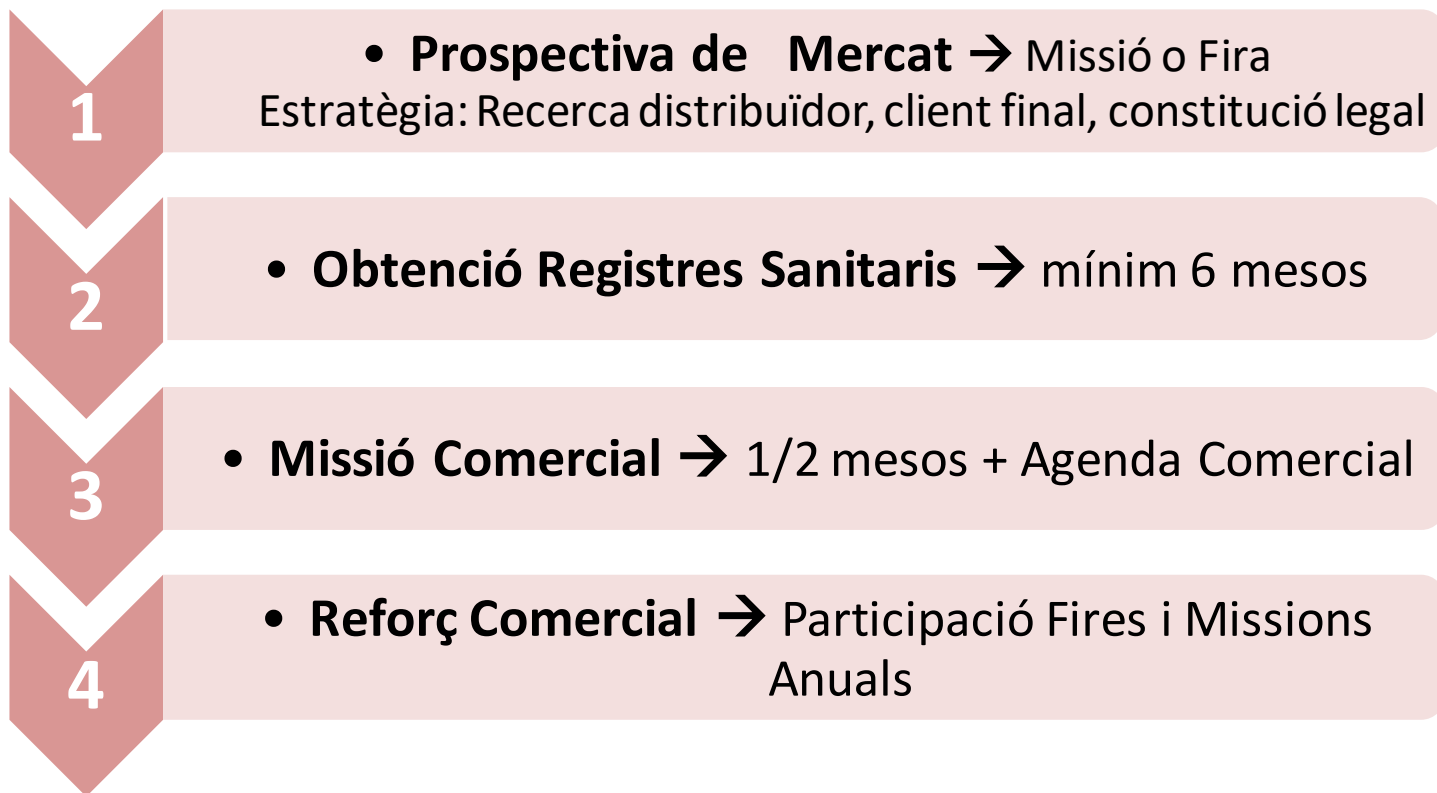 1
• Prospectiva de Mercat → Missió o Fira
Estratègia: Recerca distribuïdor, client final, constitució legal
2
• Obtenció Registres Sanitaris → mínim 6 mesos
3
• Missió Comercial → 1/2 mesos + Agenda Comercial
4
• Reforç Comercial → Participació Fires i Missions
Anuals